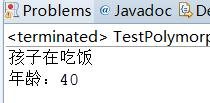 Problems @ Javadoc De
<terminated> TestPolymorp
孩子在吃饭
年龄：40